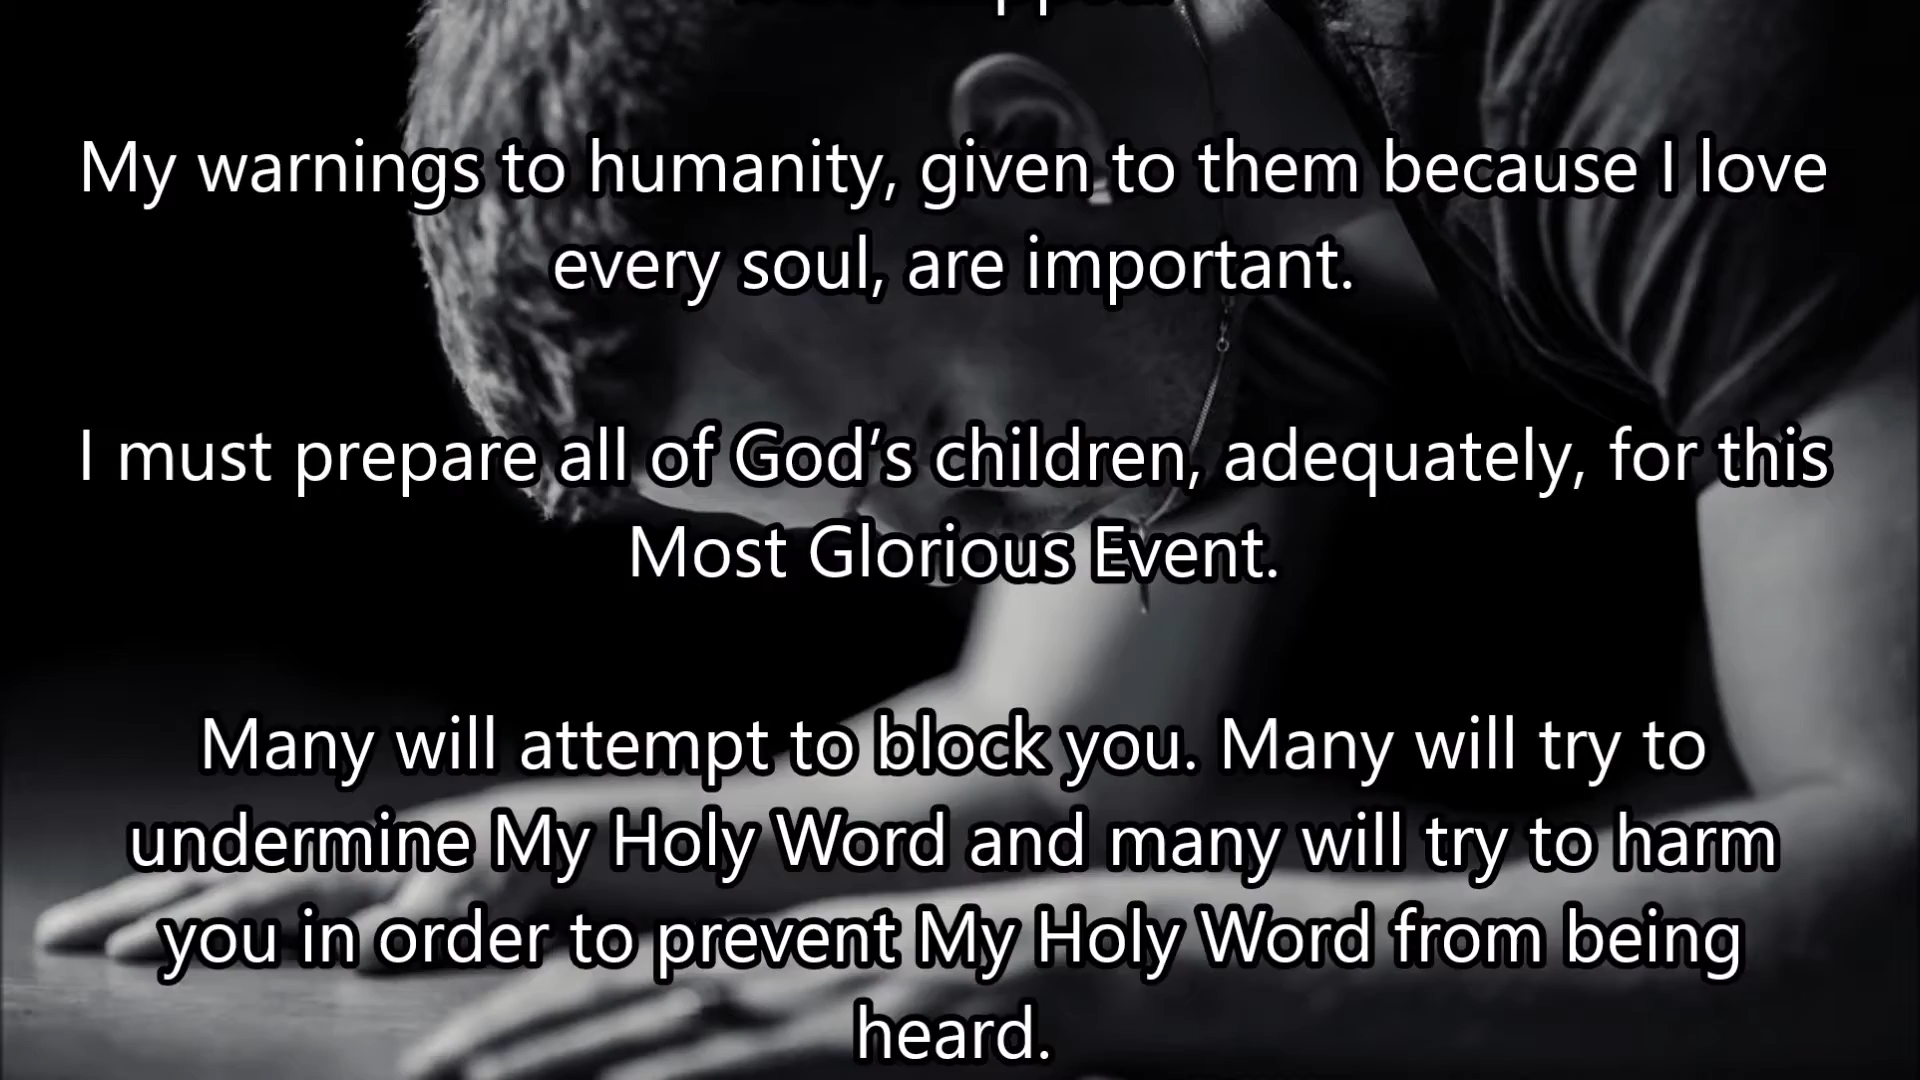 My warnings to humanity, given to them because I love
every soul, are important.
I must prepare all of God’s children, adequately, for this
Most Glorious Event.
Many will attempt to block you. Many will try to
undermine My Holy Word and many will try to harm
you in order to prevent My Holy Word from being
heard.